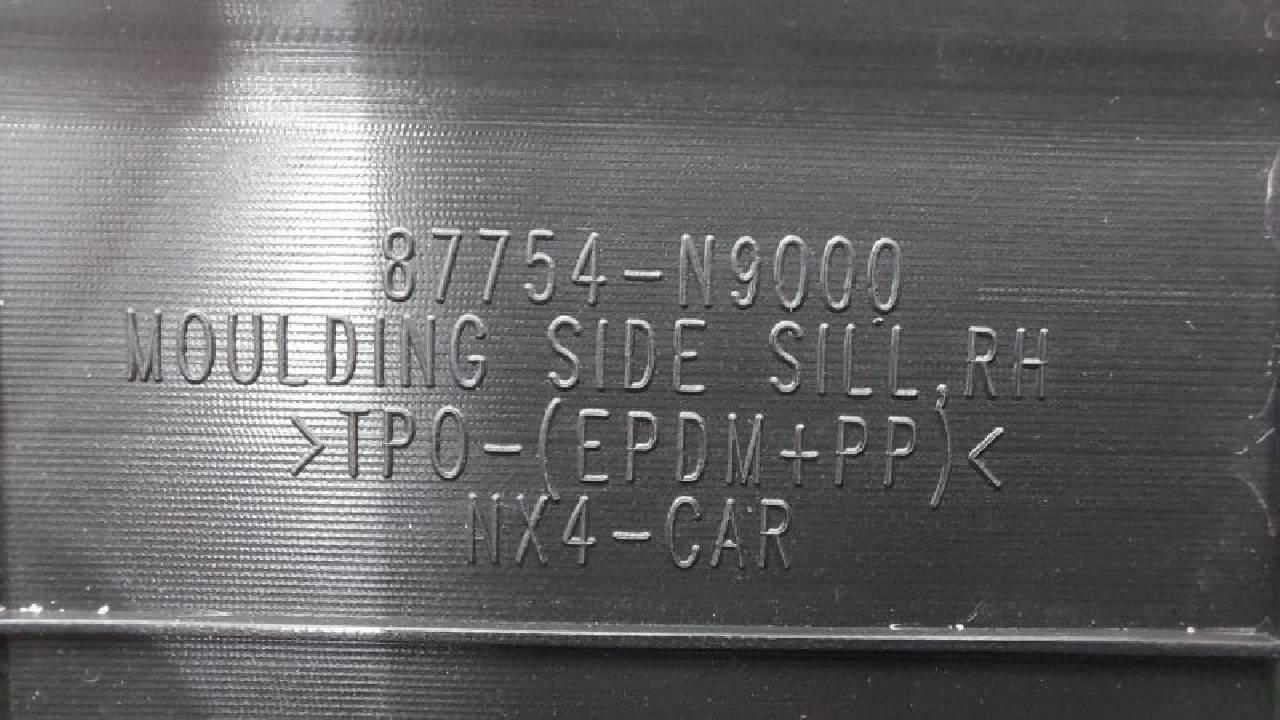 87754-N9000
MOULDING SIDE SILL,RH
>TPO-(EPDM+PP)<
NX4-CAR